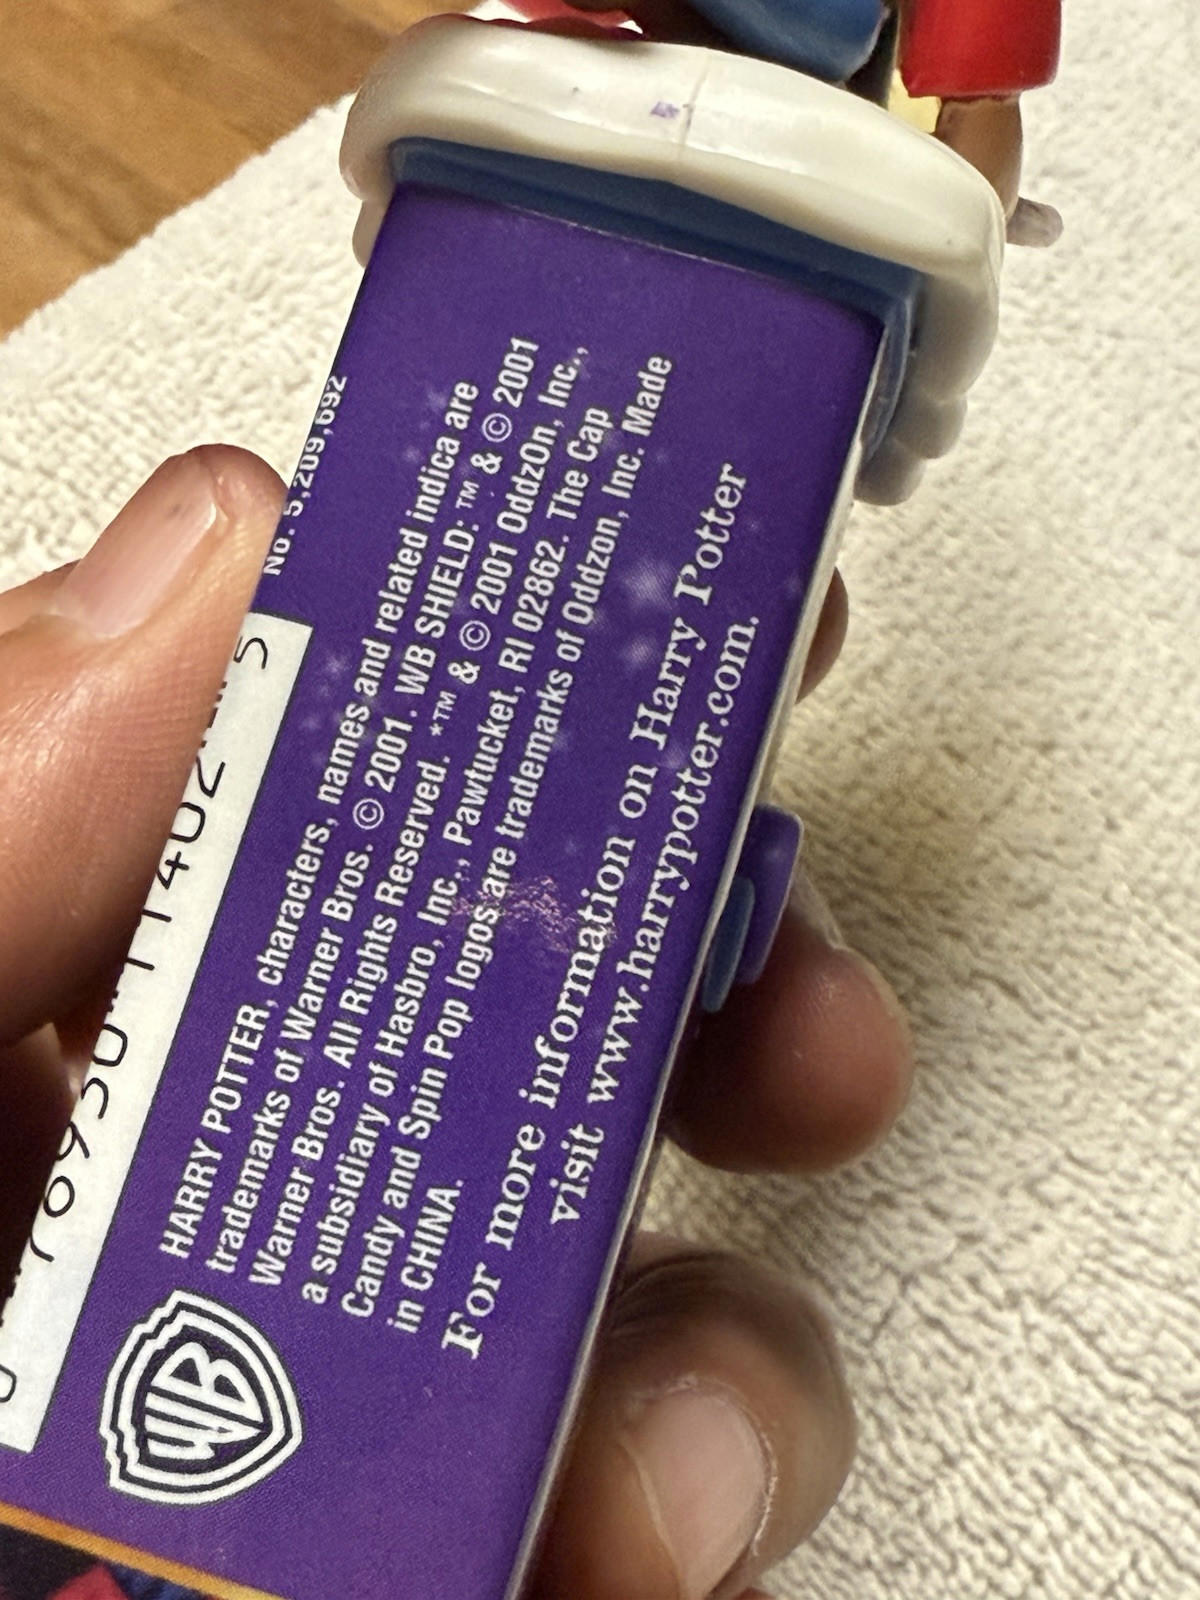 No. 5,209,692
5
HARRY POTTER, characters, names and related indica are
trademarks of Warner Bros. © 2001. WB SHIELD: ™ & © 2001
Warner Bros. All Rights Reserved. *™ & © 2001 OddzOn, Inc.,
a subsidiary of Hasbro, Inc., Pawtucket, RI 02862. The Cap
Candy and Spin Pop logos are trademarks of Oddzon, Inc. Made
in CHINA.
For more information on Harry Potter
visit www.harrypotter.com.
WB